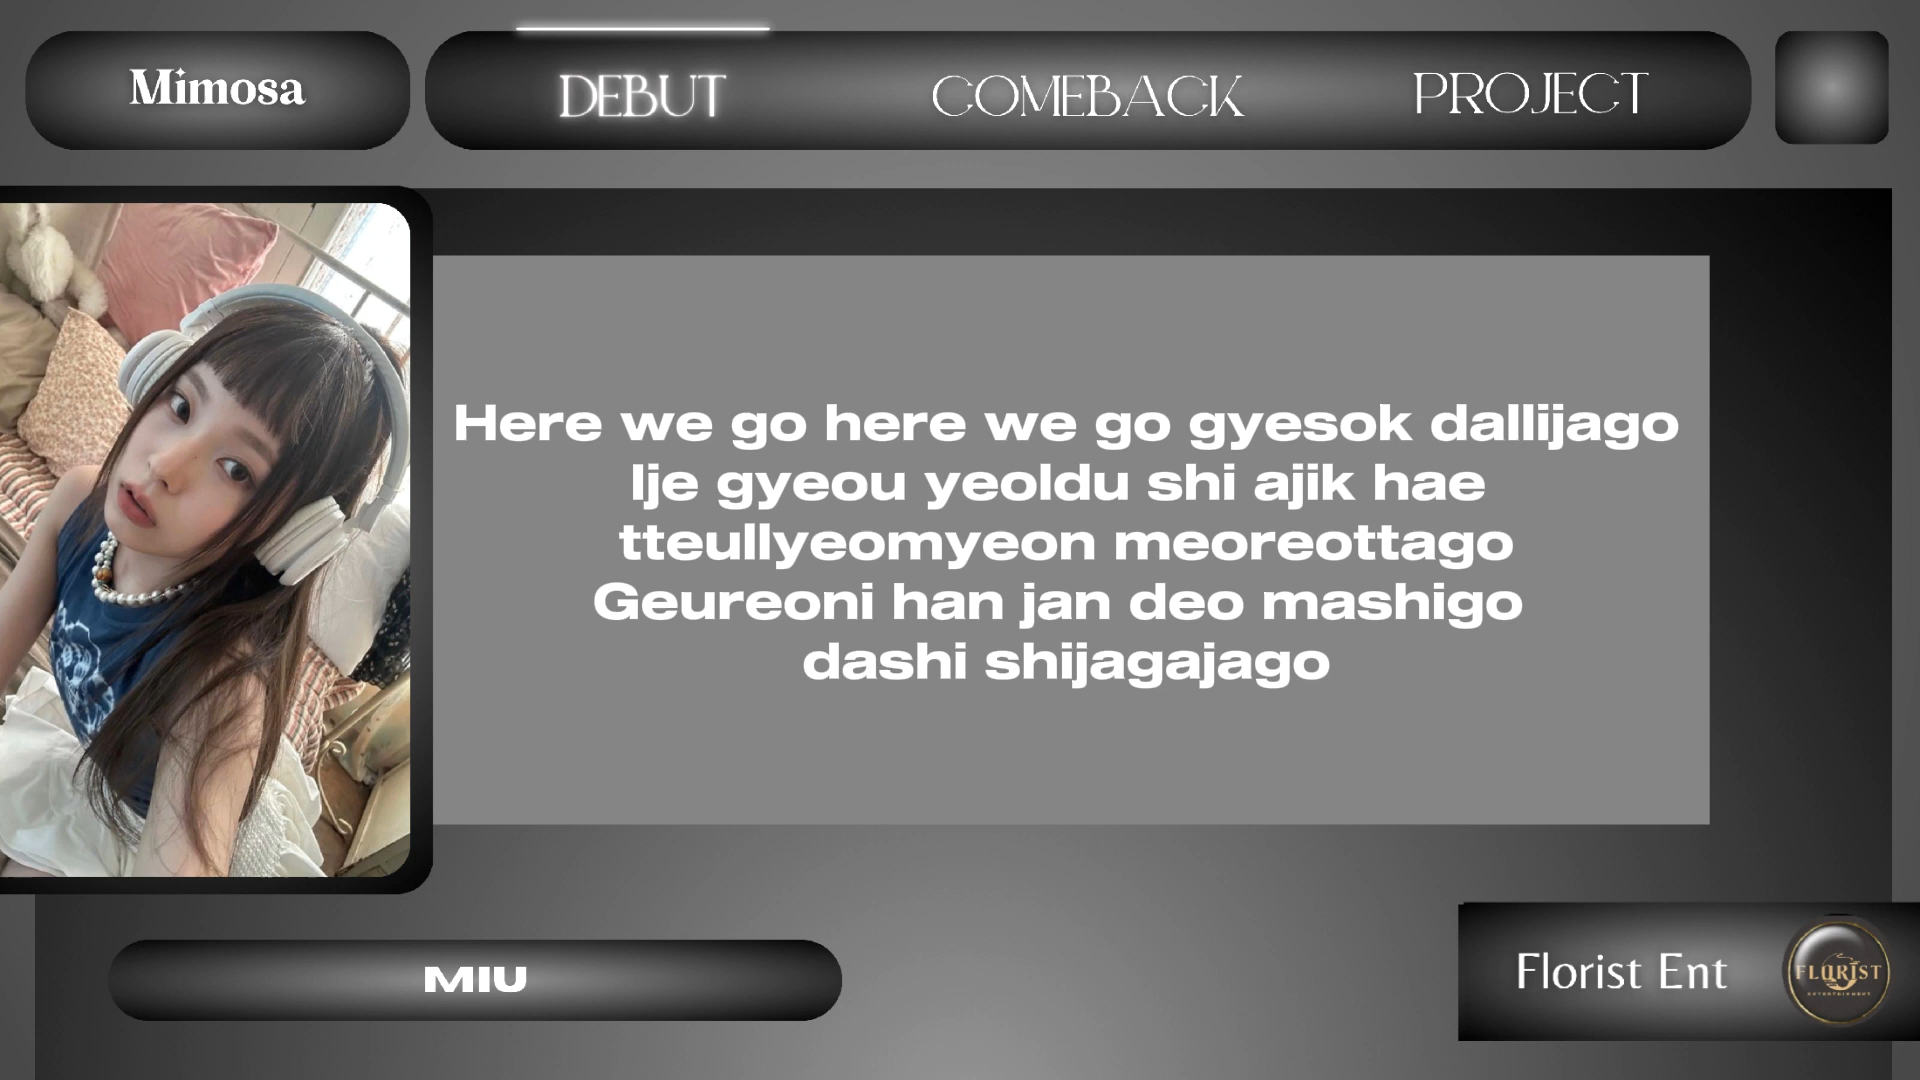 Mimosa
DEBUT
COMEBACK
PROJECT
Here we go here we go gyesok dallijago
Ije gyeou yeoldu shi ajik hae
tteullyeomyeon meoreottago
Geureoni han jan deo mashigo
dashi shijagajago
MIU
Florist Ent
FLORIST
ENTERTAINMENT